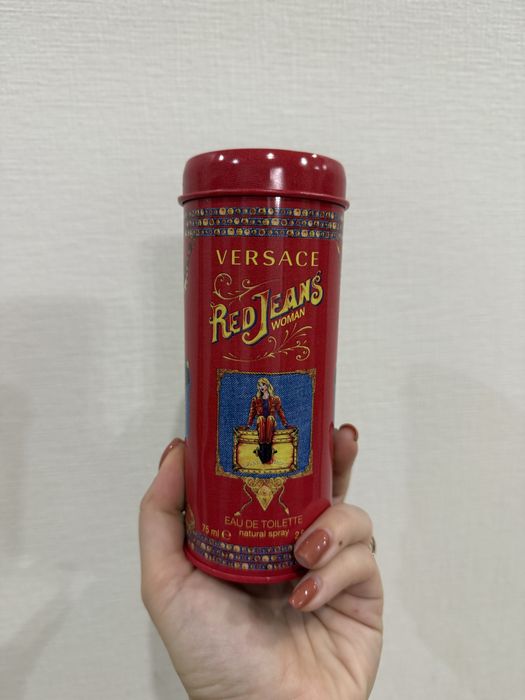 VERSACE
RED JEANS
WOMAN
EAU DE TOILETTE
75 ml ℮ natural spray